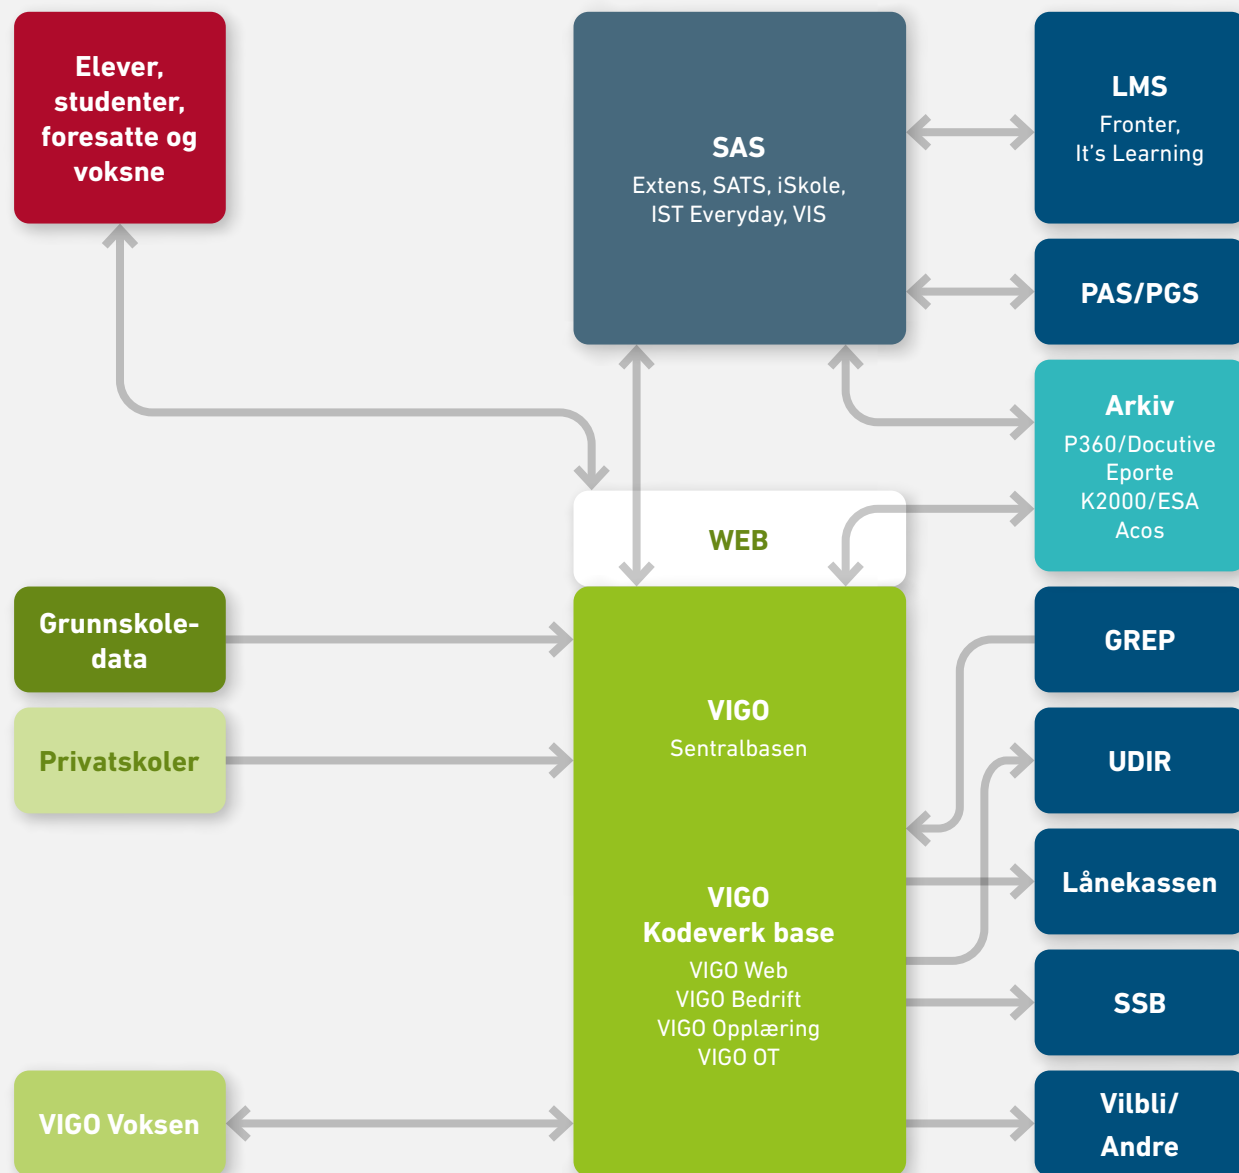 Elever,
studenter,
foresatte og
voksne
SAS
Extens, SATS, iSkole,
IST Everyday, VIS
LMS
Fronter,
It's Learning
PAS/PGS
Arkiv
P360/Docutive
Eporte
K2000/ESA
Acos
WEB
Grunnskole-
data
Privatskoler
VIGO
Sentralbasen
VIGO
Kodeverk base
VIGO Web
VIGO Bedrift
VIGO Opplæring
VIGO OT
VIGO Voksen
GREP
UDIR
Lånekassen
SSB
Vilbli/
Andre